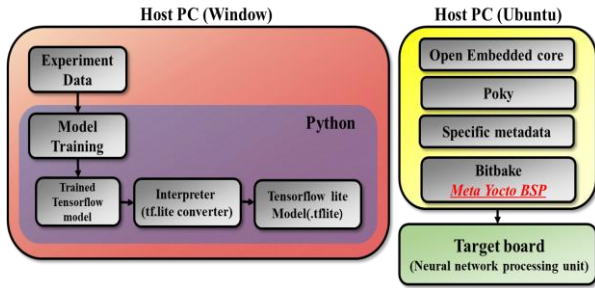 Host PC (Window)
Experiment
Data
Python
Model
Training
Trained
Tensorflow
model
Interpreter
(tf.lite converter)
Tensorflow lite
Model(.tflite)
Host PC (Ubuntu)
Open Embedded core
Poky
Specific metadata
Bitbake
Meta Yocto BSP
Target board
(Neural network processing unit)